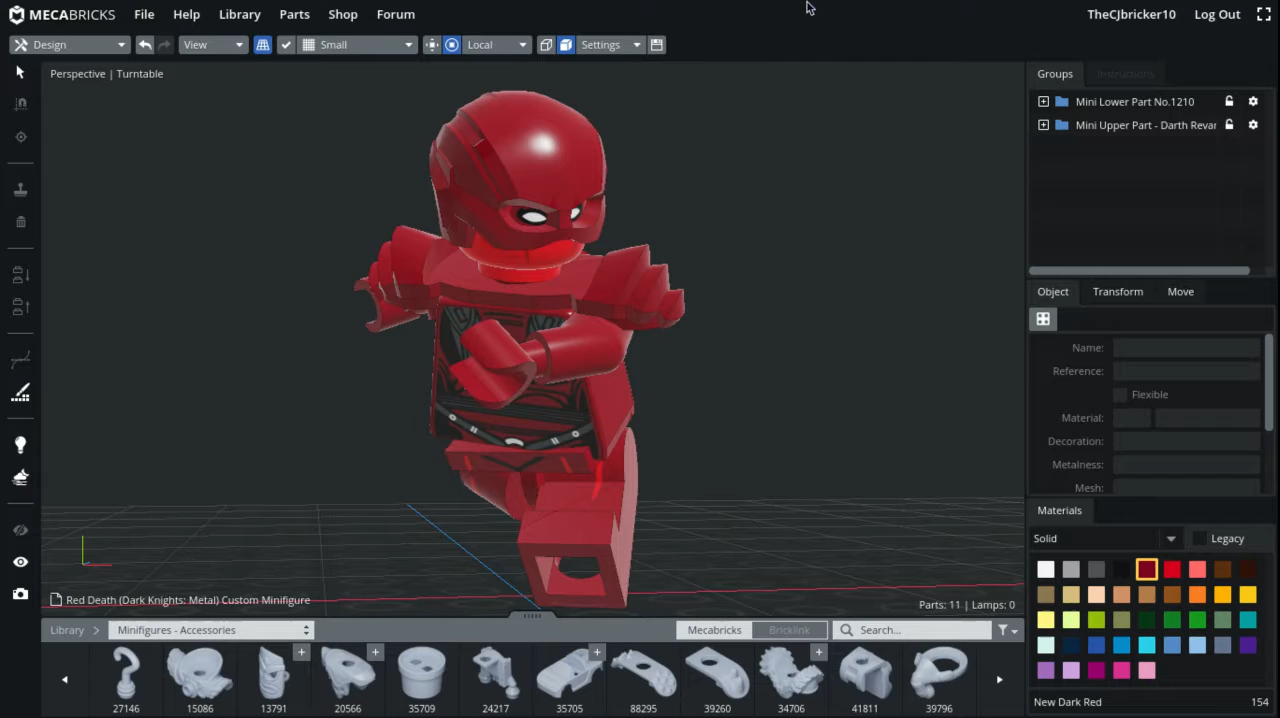 MECABRICKS File Help Library Parts Shop Forum TheCJbricker10 Log Out
Design View Small Local Settings
Perspective | Turntable
Groups Instructions
Mini Lower Part No.1210
Mini Upper Part - Darth Revan
Object Transform Move
Name:
Reference:
Flexible
Material:
Decoration:
Metalness:
Mesh:
Materials
Solid Legacy
Red Death (Dark Knights: Metal) Custom Minifigure
Parts: 11 | Lamps: 0
Library Minifigures - Accessories Mecabricks Bricklink Search...
27146 15086 13791 20566 35709 24217 35705 88295 39260 34706 41811 39796
New Dark Red 154